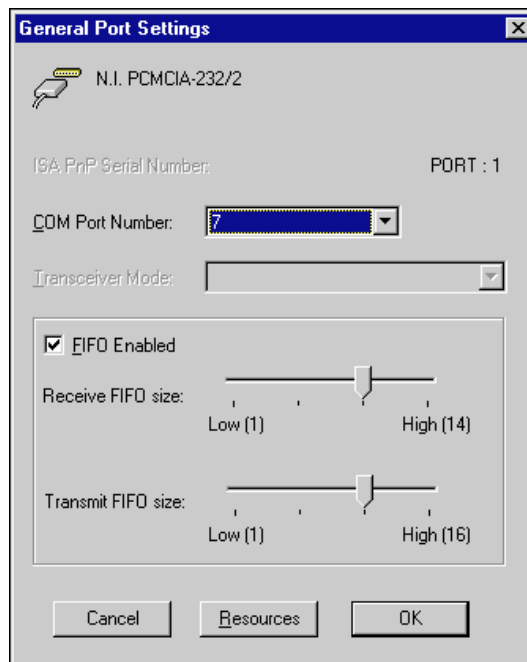 General Port Settings
N.I. PCMCIA-232/2
ISA PnP Serial Number:
PORT : 1
COM Port Number:
7
Transceiver Mode:
FIFO Enabled
Receive FIFO size:
Low (1)
High (14)
Transmit FIFO size:
Low (1)
High (16)
Cancel
Resources
OK